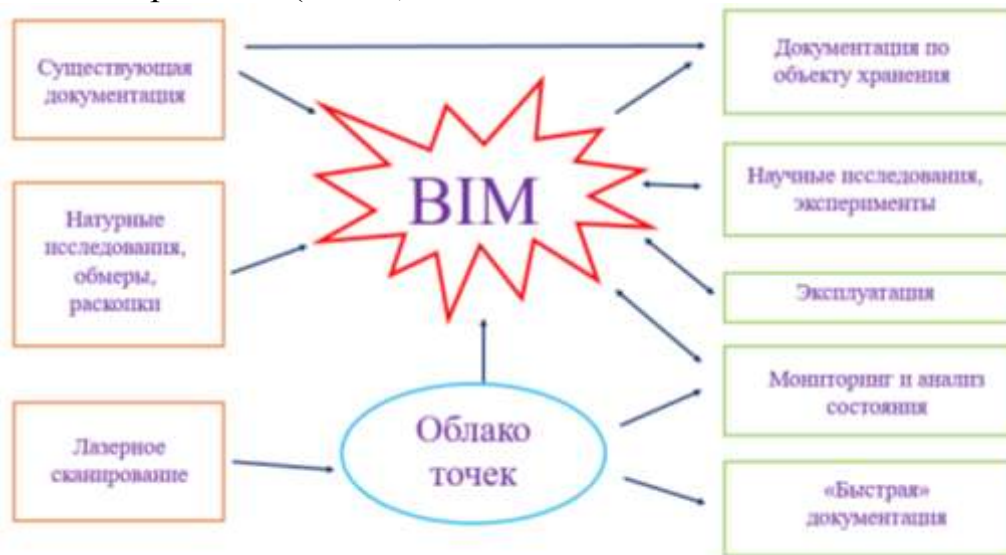 Существующая
документация
Натурные
исследования,
обмеры,
раскопки
Лазерное
сканирование
BIM
Облако
точек
Документация по
объекту хранения
Научные исследования,
эксперименты
Эксплуатация
Мониторинг и анализ
состояния
«Быстрая»
документация